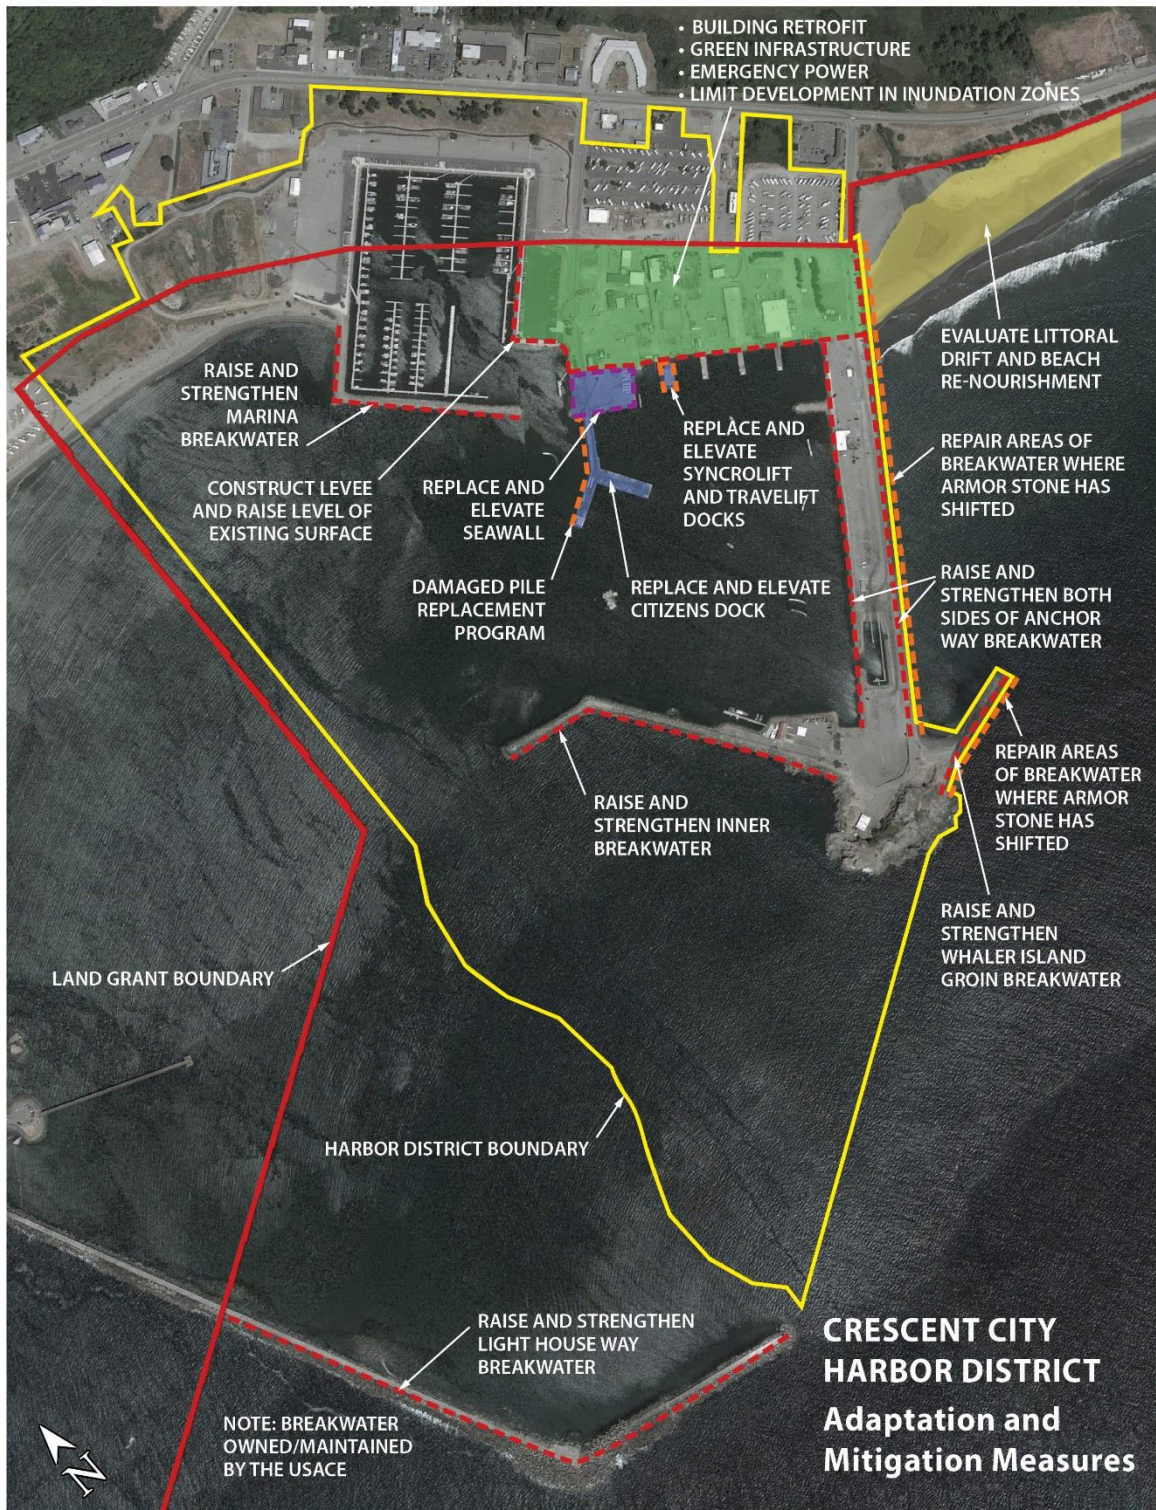 • BUILDING RETROFIT
• GREEN INFRASTRUCTURE
• EMERGENCY POWER
• LIMIT DEVELOPMENT IN INUNDATION ZONES
EVALUATE LITTORAL
DRIFT AND BEACH
RE-NOURISHMENT
RAISE AND
STRENGTHEN
MARINA
BREAKWATER
CONSTRUCT LEVEE
AND RAISE LEVEL OF
EXISTING SURFACE
REPLACE AND
ELEVATE
SEAWALL
REPLACE AND
ELEVATE
SYNCROLIFT
AND TRAVELIFT
DOCKS
REPAIR AREAS OF
BREAKWATER WHERE
ARMOR STONE HAS
SHIFTED
DAMAGED PILE
REPLACEMENT
PROGRAM
REPLACE AND ELEVATE
CITIZENS DOCK
RAISE AND
STRENGTHEN BOTH
SIDES OF ANCHOR
WAY BREAKWATER
RAISE AND
STRENGTHEN INNER
BREAKWATER
REPAIR AREAS
OF BREAKWATER
WHERE ARMOR
STONE HAS
SHIFTED
RAISE AND
STRENGTHEN
WHALER ISLAND
GROIN BREAKWATER
LAND GRANT BOUNDARY
HARBOR DISTRICT BOUNDARY
RAISE AND STRENGTHEN
LIGHT HOUSE WAY
BREAKWATER
NOTE: BREAKWATER
OWNED/MAINTAINED
BY THE USACE
N
CRESCENT CITY
HARBOR DISTRICT
Adaptation and
Mitigation Measures